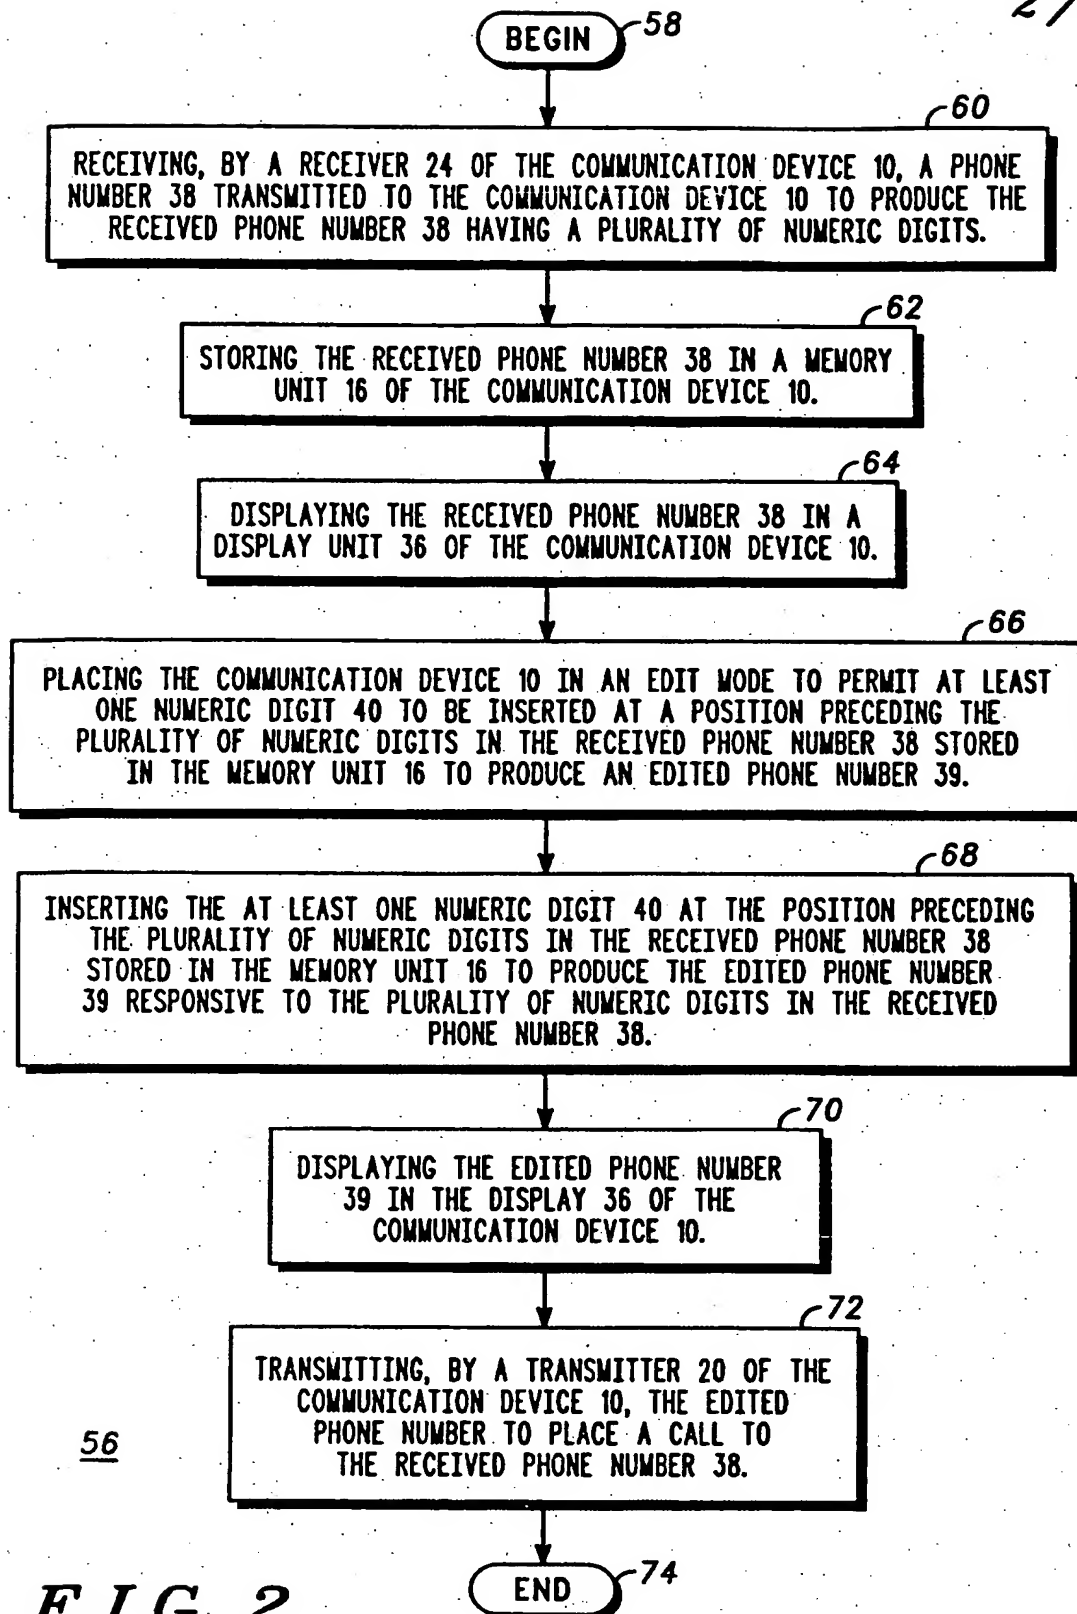 2/
BEGIN
58
60
RECEIVING, BY A RECEIVER 24 OF THE COMMUNICATION DEVICE 10, A PHONE
NUMBER 38 TRANSMITTED TO THE COMMUNICATION DEVICE 10 TO PRODUCE THE
RECEIVED PHONE NUMBER 38 HAVING A PLURALITY OF NUMERIC DIGITS.
62
STORING THE RECEIVED PHONE NUMBER 38 IN A MEMORY
UNIT 16 OF THE COMMUNICATION DEVICE 10.
64
DISPLAYING THE RECEIVED PHONE NUMBER 38 IN A
DISPLAY UNIT 36 OF THE COMMUNICATION DEVICE 10.
66
PLACING THE COMMUNICATION DEVICE 10 IN AN EDIT MODE TO PERMIT AT LEAST
ONE NUMERIC DIGIT 40 TO BE INSERTED AT A POSITION PRECEDING THE
PLURALITY OF NUMERIC DIGITS IN THE RECEIVED PHONE NUMBER 38 STORED
IN THE MEMORY UNIT 16 TO PRODUCE AN EDITED PHONE NUMBER 39.
68
INSERTING THE AT LEAST ONE NUMERIC DIGIT 40 AT THE POSITION PRECEDING
THE PLURALITY OF NUMERIC DIGITS IN THE RECEIVED PHONE NUMBER 38
STORED IN THE MEMORY UNIT 16 TO PRODUCE THE EDITED PHONE NUMBER
39 RESPONSIVE TO THE PLURALITY OF NUMERIC DIGITS IN THE RECEIVED
PHONE NUMBER 38.
70
DISPLAYING THE EDITED PHONE NUMBER
39 IN THE DISPLAY 36 OF THE
COMMUNICATION DEVICE 10.
72
TRANSMITTING, BY A TRANSMITTER 20 OF THE
COMMUNICATION DEVICE 10, THE EDITED
PHONE NUMBER TO PLACE A CALL TO
THE RECEIVED PHONE NUMBER 38.
56
END
74
FIG. 2